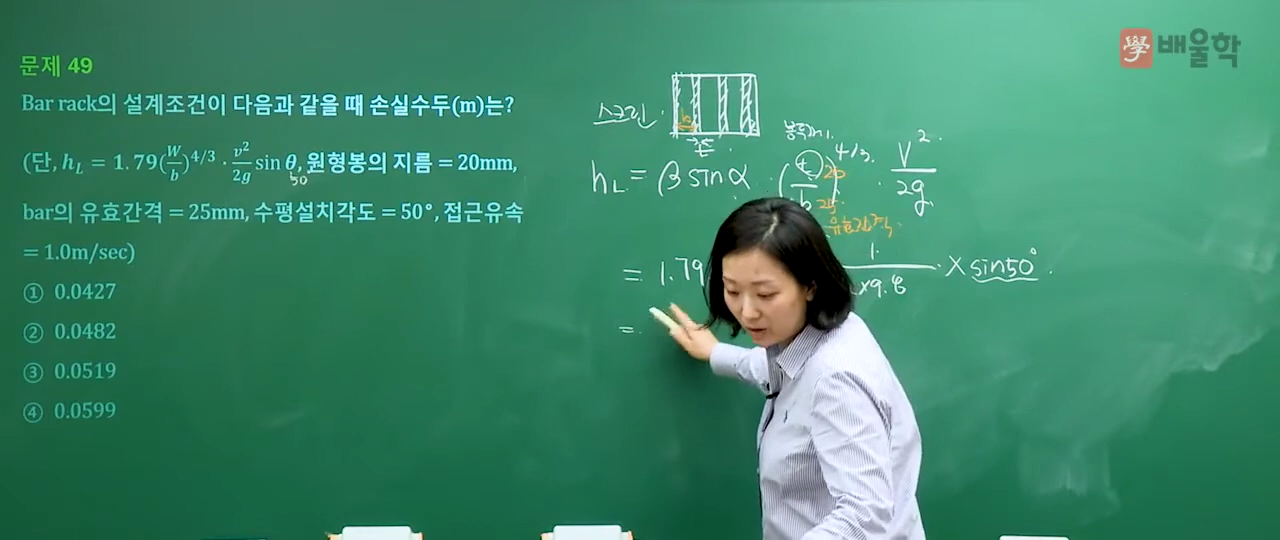 學 배울학
문제 49
Bar rack의 설계조건이 다음과 같을 때 손실수두(m)는?
(단, h_L = 1.79(W/b)^4/3 · v²/2g sin θ, 원형봉의 지름 = 20mm,
50
bar의 유효간격 = 25mm, 수평설치각도 = 50°, 접근유속
= 1.0m/sec)
① 0.0427
② 0.0482
③ 0.0519
④ 0.0599
스크린
b
t
봉두께
h_L = β sin α · (t/b)^4/3 · V²/2g
20
25
유효간격
= 1.79 1 ×9.8 × sin50°
=